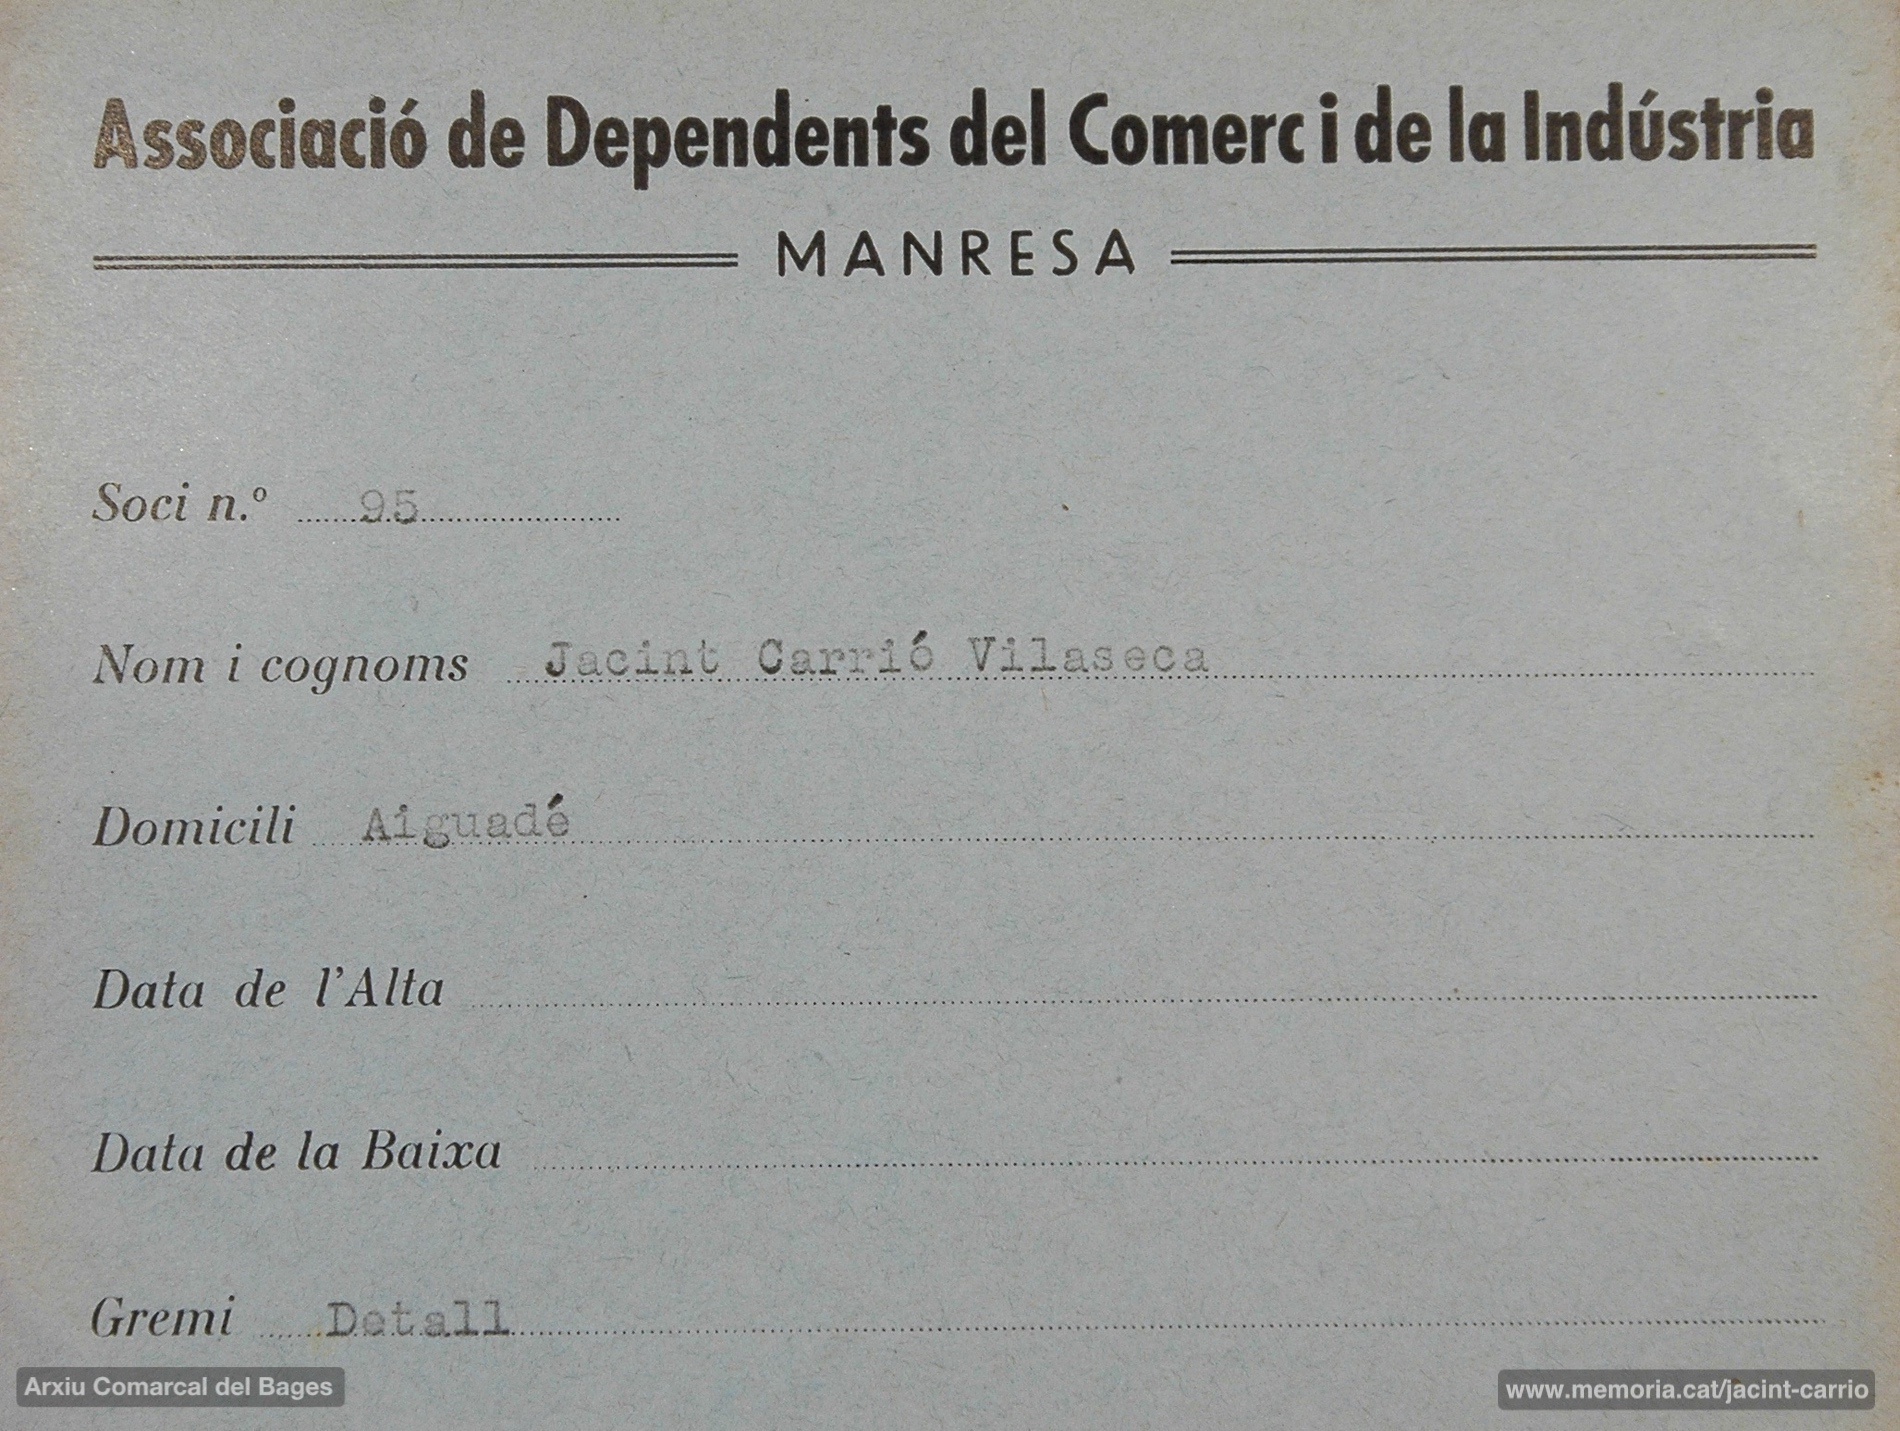 Associació de Dependents del Comerc i de la Indústria
MANRESA
Soci n.º 95
Nom i cognoms Jacint Carrió Vilaseca
Domicili Aiguadé
Data de l'Alta
Data de la Baixa
Gremi Detall
Arxiu Comarcal del Bages
www.memoria.cat/jacint-carrio